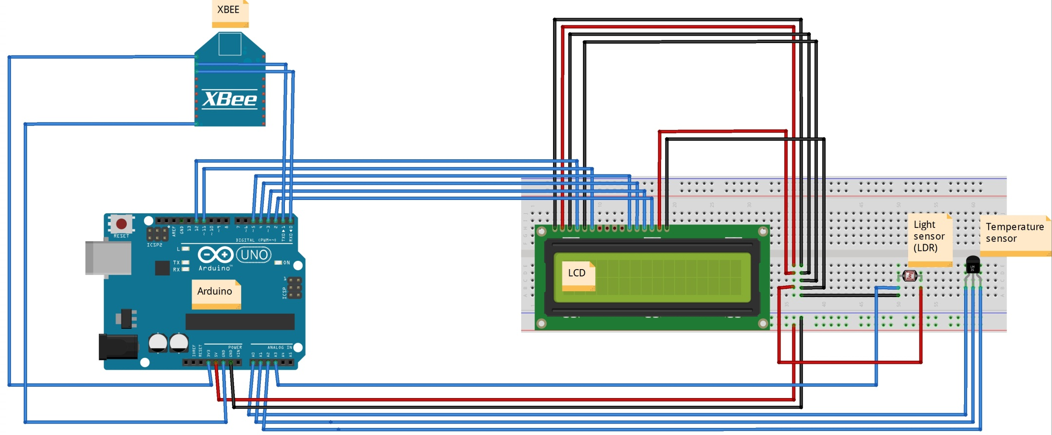 XBEE
XBee
RESET
ICSP2
L
TX
RX
Arduino™
UNO
ON
DIGITAL (PWM~)
ICSP
Arduino
POWER
ANALOG IN
LCD
Light
sensor
(LDR)
Temperature
sensor